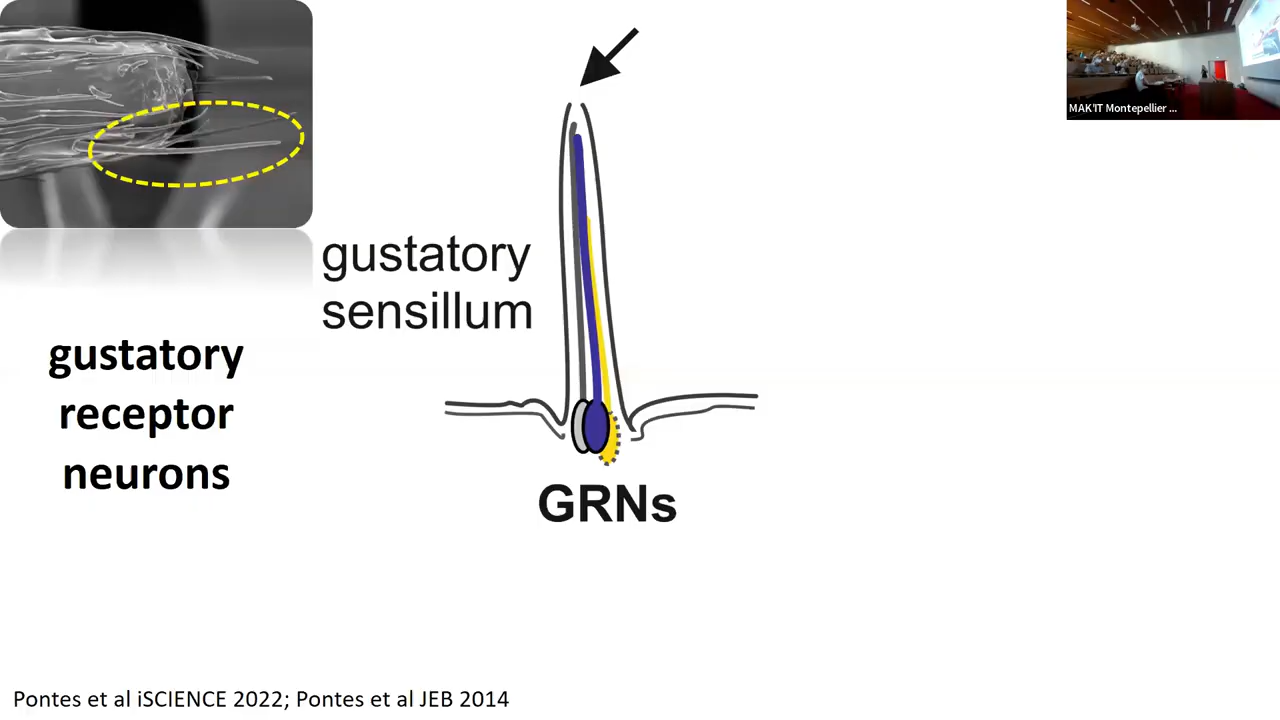 MAK'IT Montepellier ...
gustatory
sensillum
gustatory
receptor
neurons
GRNs
Pontes et al iSCIENCE 2022; Pontes et al JEB 2014